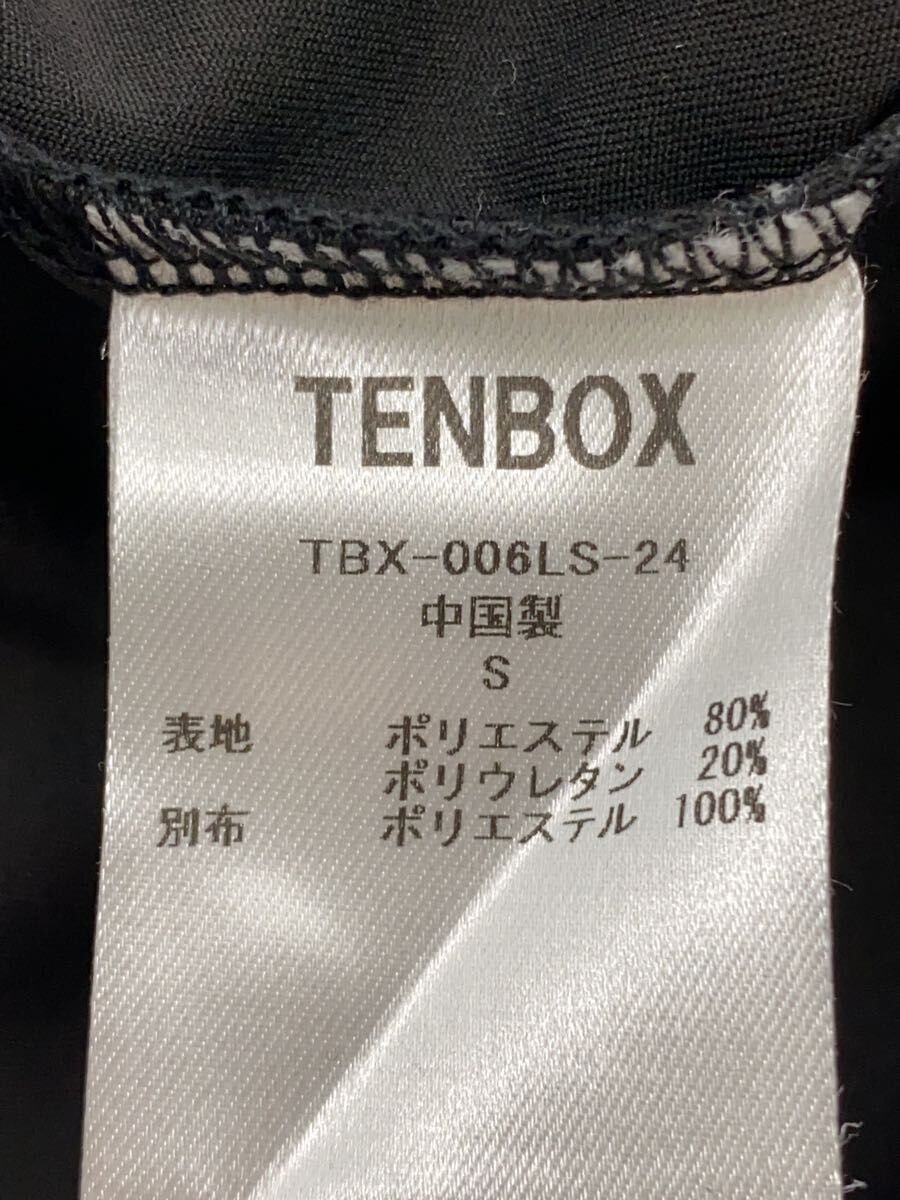 TENBOX
TBX-006LS-24
中国製
S
表地 ポリエステル 80%
ポリウレタン 20%
別布 ポリエステル 100%